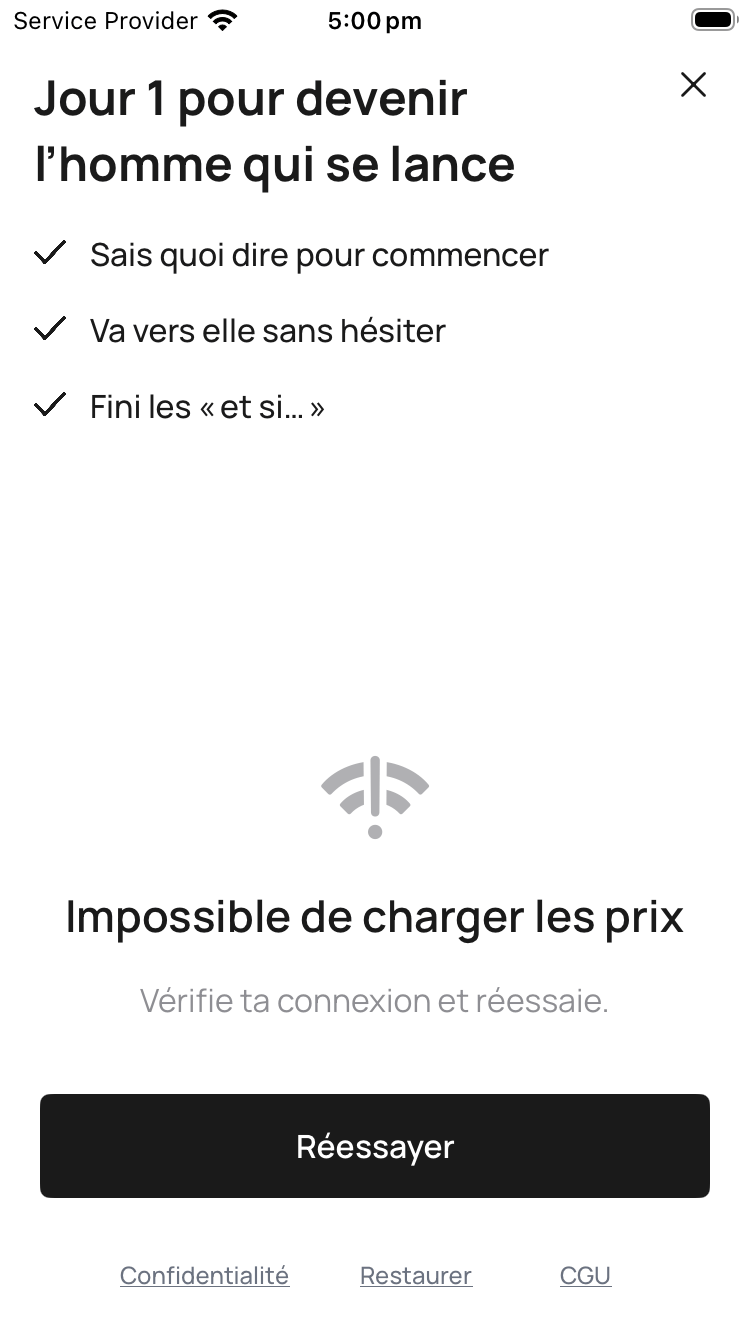 Service Provider
5:00 pm
Jour 1 pour devenir
l’homme qui se lance
Sais quoi dire pour commencer
Va vers elle sans hésiter
Fini les « et si… »
Impossible de charger les prix
Vérifie ta connexion et réessaie.
Réessayer
Confidentialité
Restaurer
CGU